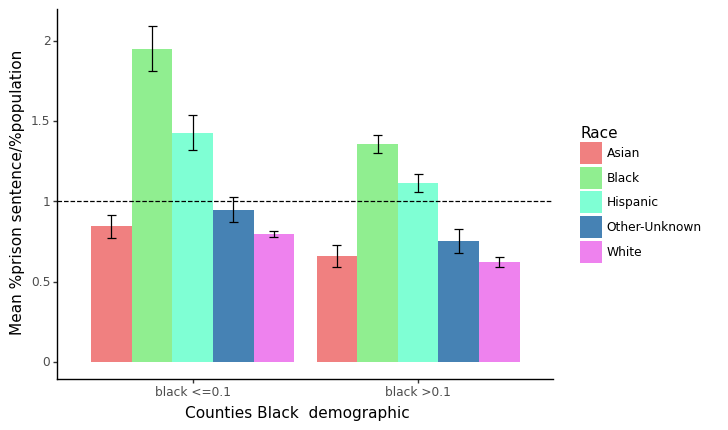 2
1.5
1
0.5
0
Mean %prison sentence/%population
black <=0.1
black >0.1
Counties Black  demographic
Race
Asian
Black
Hispanic
Other-Unknown
White